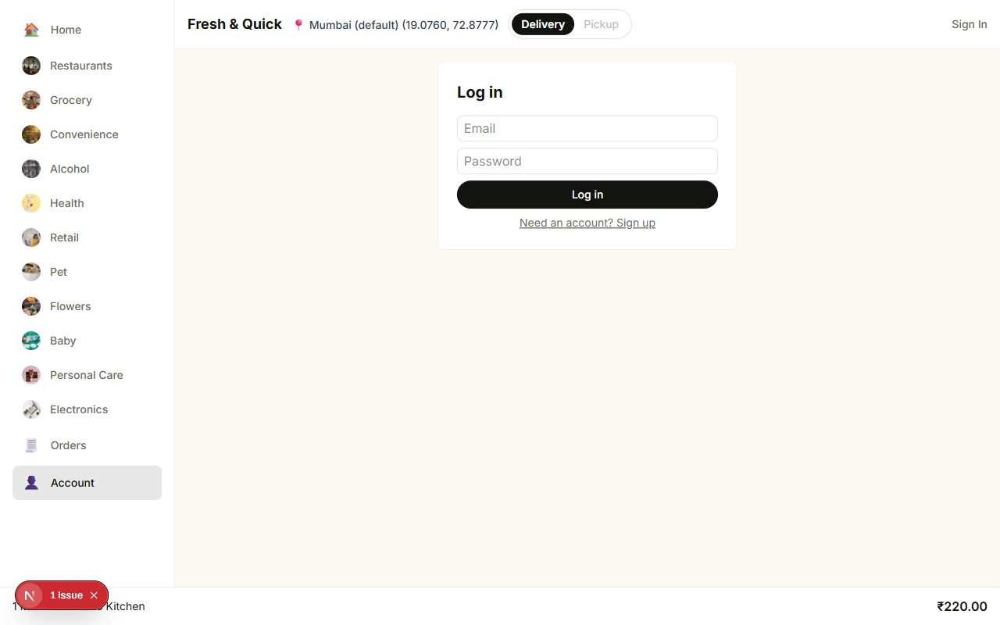 Home
Restaurants
Grocery
Convenience
Alcohol
Health
Retail
Pet
Flowers
Baby
Personal Care
Electronics
Orders
Account
Fresh & Quick
Mumbai (default) (19.0760, 72.8777)
Delivery
Pickup
Sign In
Log in
Email
Password
Log in
Need an account? Sign up
N
1 Issue
1
Kitchen
₹220.00